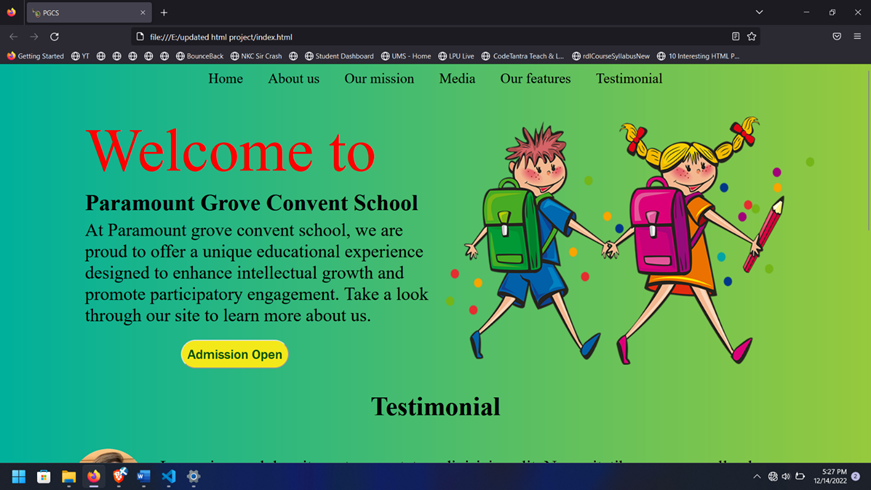 PGCS
file:///E:/updated html project/index.html
Getting Started YT BounceBack NKC Sir Crash Student Dashboard UMS - Home LPU Live CodeTantra Teach & L... rdlCourseSyllabusNew 10 Interesting HTML P...
Home About us Our mission Media Our features Testimonial
Welcome to
Paramount Grove Convent School
At Paramount grove convent school, we are
proud to offer a unique educational experience
designed to enhance intellectual growth and
promote participatory engagement. Take a look
through our site to learn more about us.
Admission Open
Testimonial
5:27 PM
12/14/2022
2